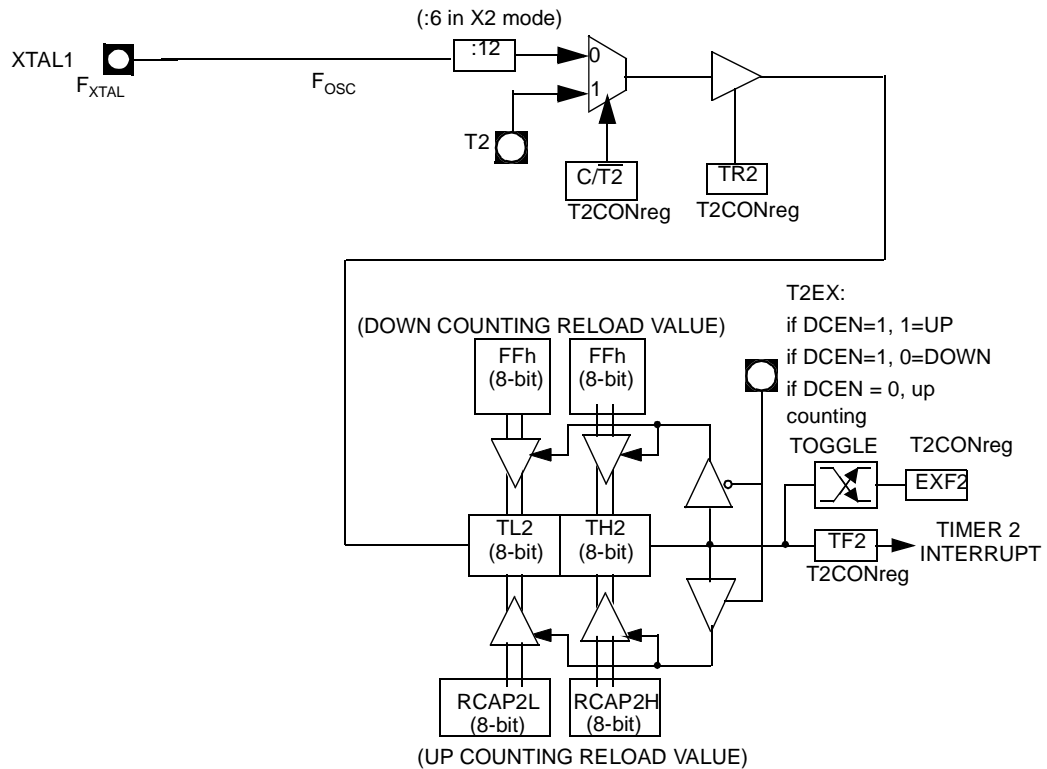 (:6 in X2 mode)
XTAL1
:12
0
FXTAL
FOSC
1
T2
C/T2
TR2
T2CONreg
T2CONreg
T2EX:
(DOWN COUNTING RELOAD VALUE)
if DCEN=1, 1=UP
FFh
(8-bit)
FFh
(8-bit)
if DCEN=1, 0=DOWN
if DCEN = 0, up
counting
TOGGLE
T2CONreg
EXF2
TL2
(8-bit)
TH2
(8-bit)
TF2
TIMER 2
INTERRUPT
T2CONreg
RCAP2L
(8-bit)
RCAP2H
(8-bit)
(UP COUNTING RELOAD VALUE)